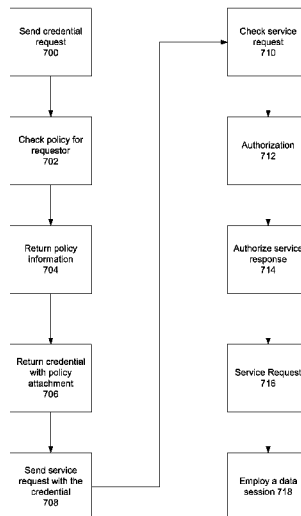 Send credential
request
700
Check policy for
requestor
702
Return policy
information
704
Return credential
with policy
attachment
706
Send service
request with the
credential
708
Check service
request
710
Authorization
712
Authorize service
response
714
Service Request
716
Employ a data
session 718